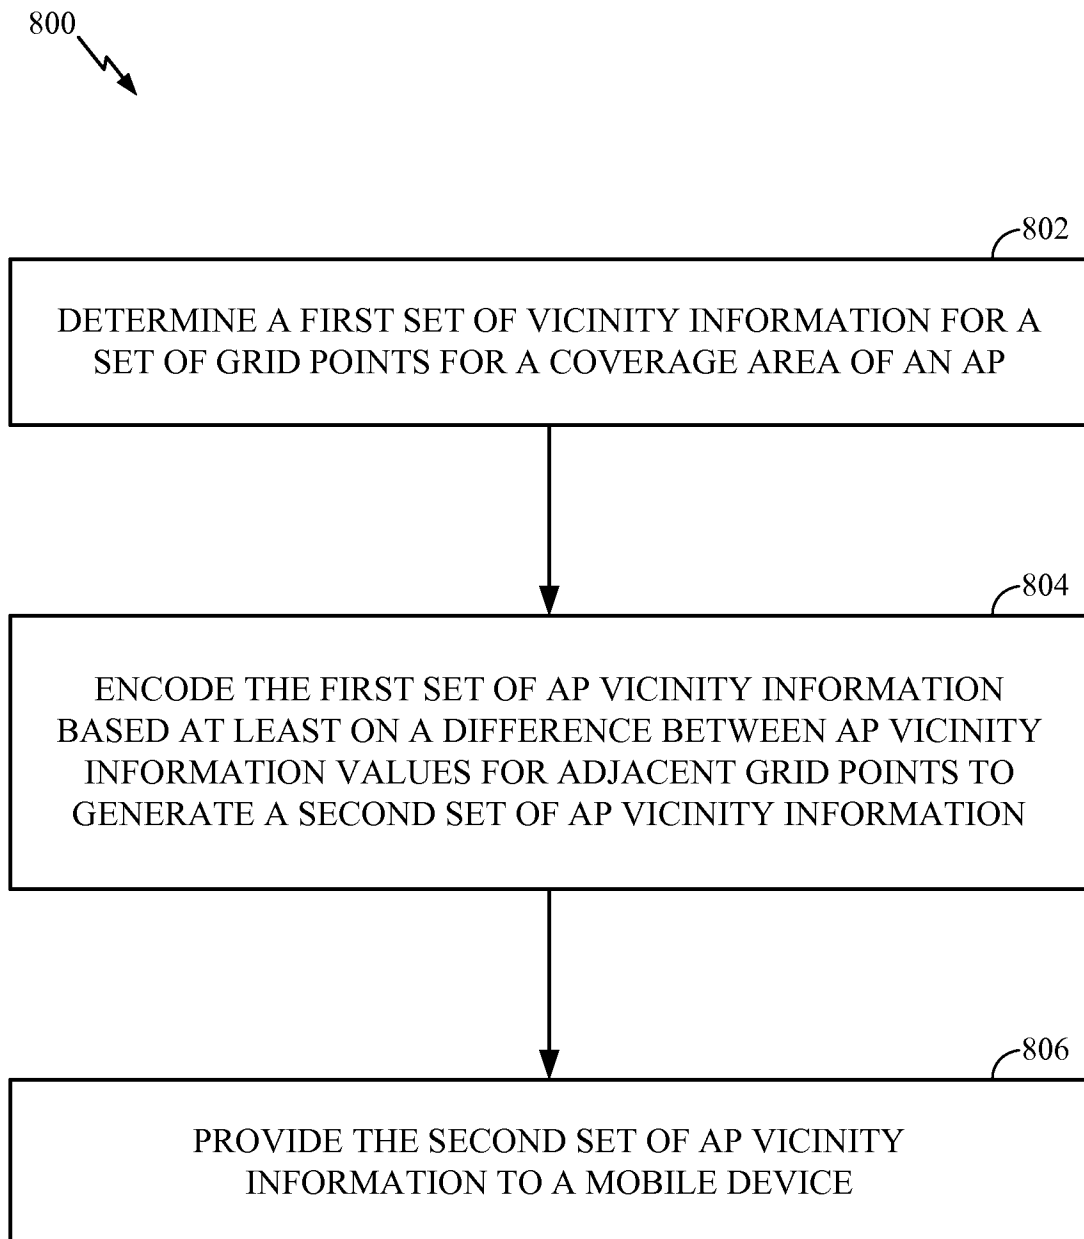 800
802
DETERMINE A FIRST SET OF VICINITY INFORMATION FOR A
SET OF GRID POINTS FOR A COVERAGE AREA OF AN AP
804
ENCODE THE FIRST SET OF AP VICINITY INFORMATION
BASED AT LEAST ON A DIFFERENCE BETWEEN AP VICINITY
INFORMATION VALUES FOR ADJACENT GRID POINTS TO
GENERATE A SECOND SET OF AP VICINITY INFORMATION
806
PROVIDE THE SECOND SET OF AP VICINITY
INFORMATION TO A MOBILE DEVICE